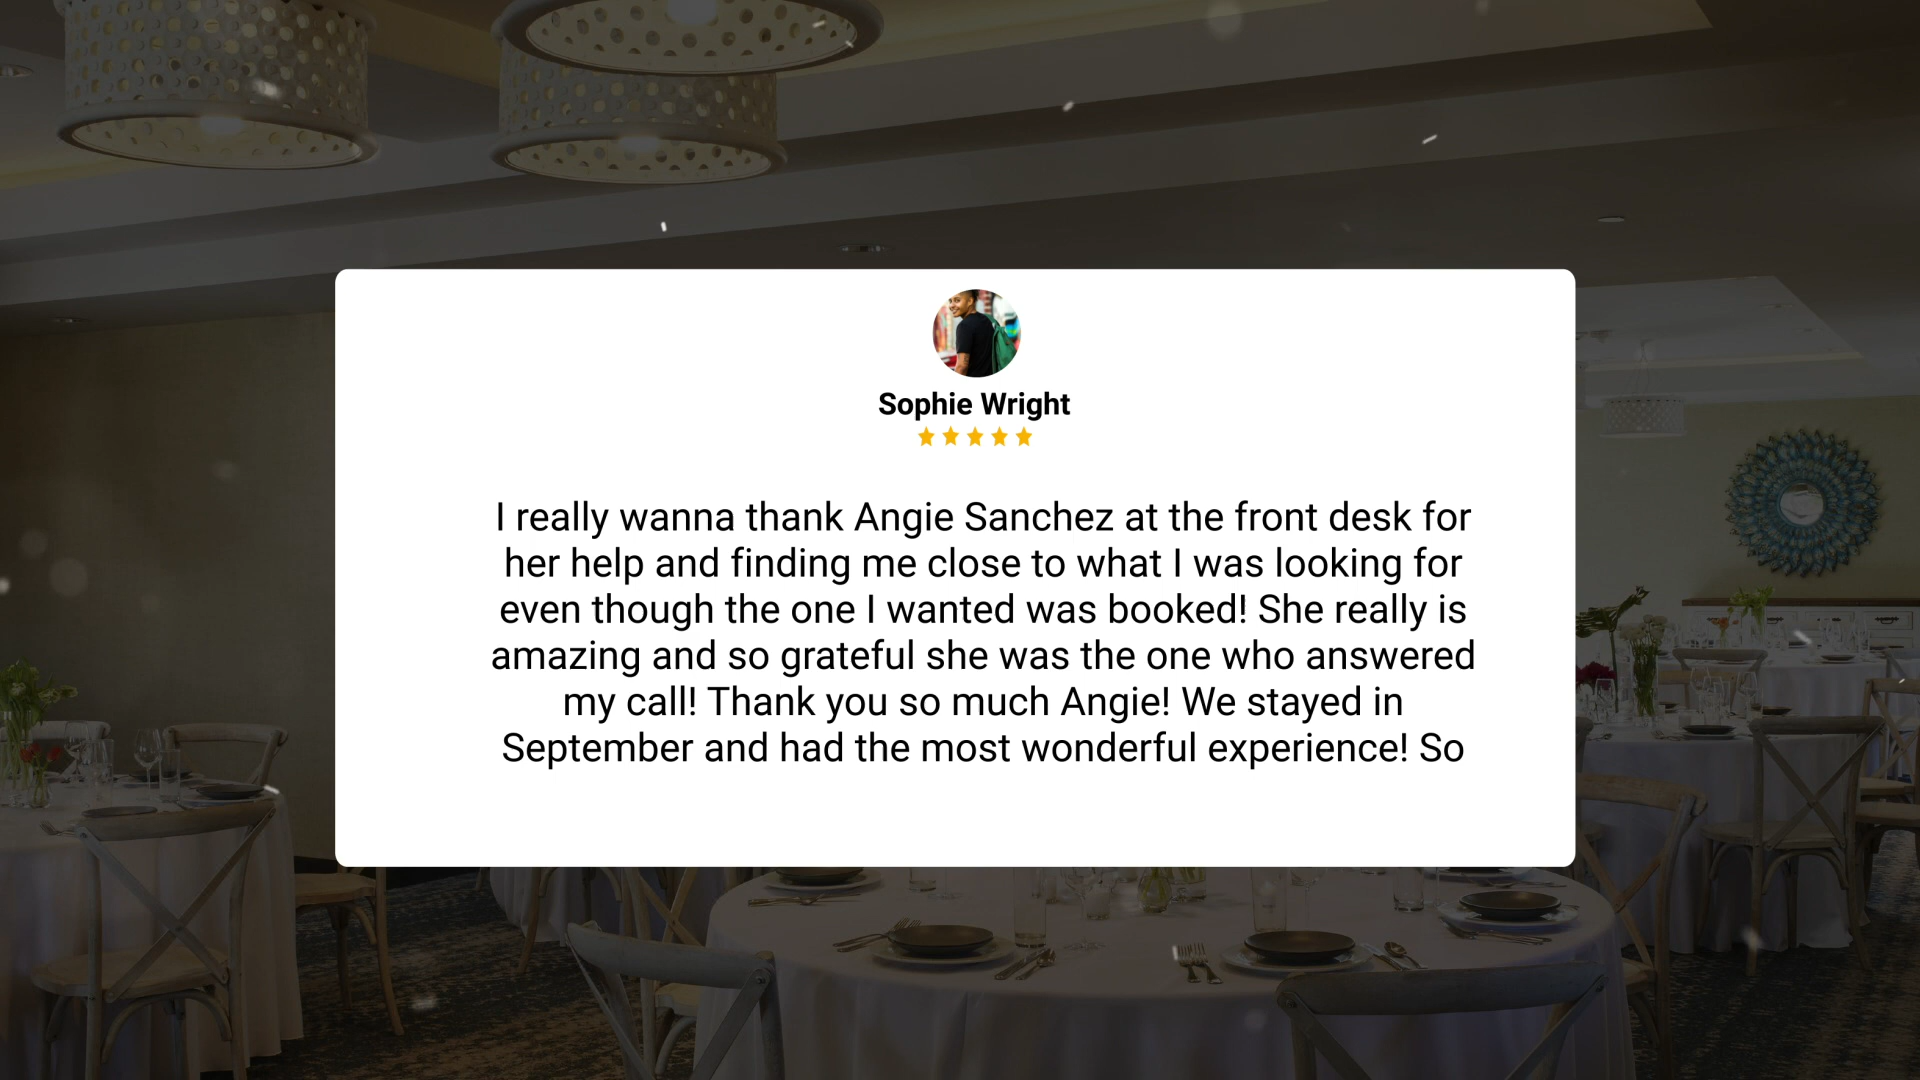 Sophie Wright
I really wanna thank Angie Sanchez at the front desk for
her help and finding me close to what I was looking for
even though the one I wanted was booked! She really is
amazing and so grateful she was the one who answered
my call! Thank you so much Angie! We stayed in
September and had the most wonderful experience! So